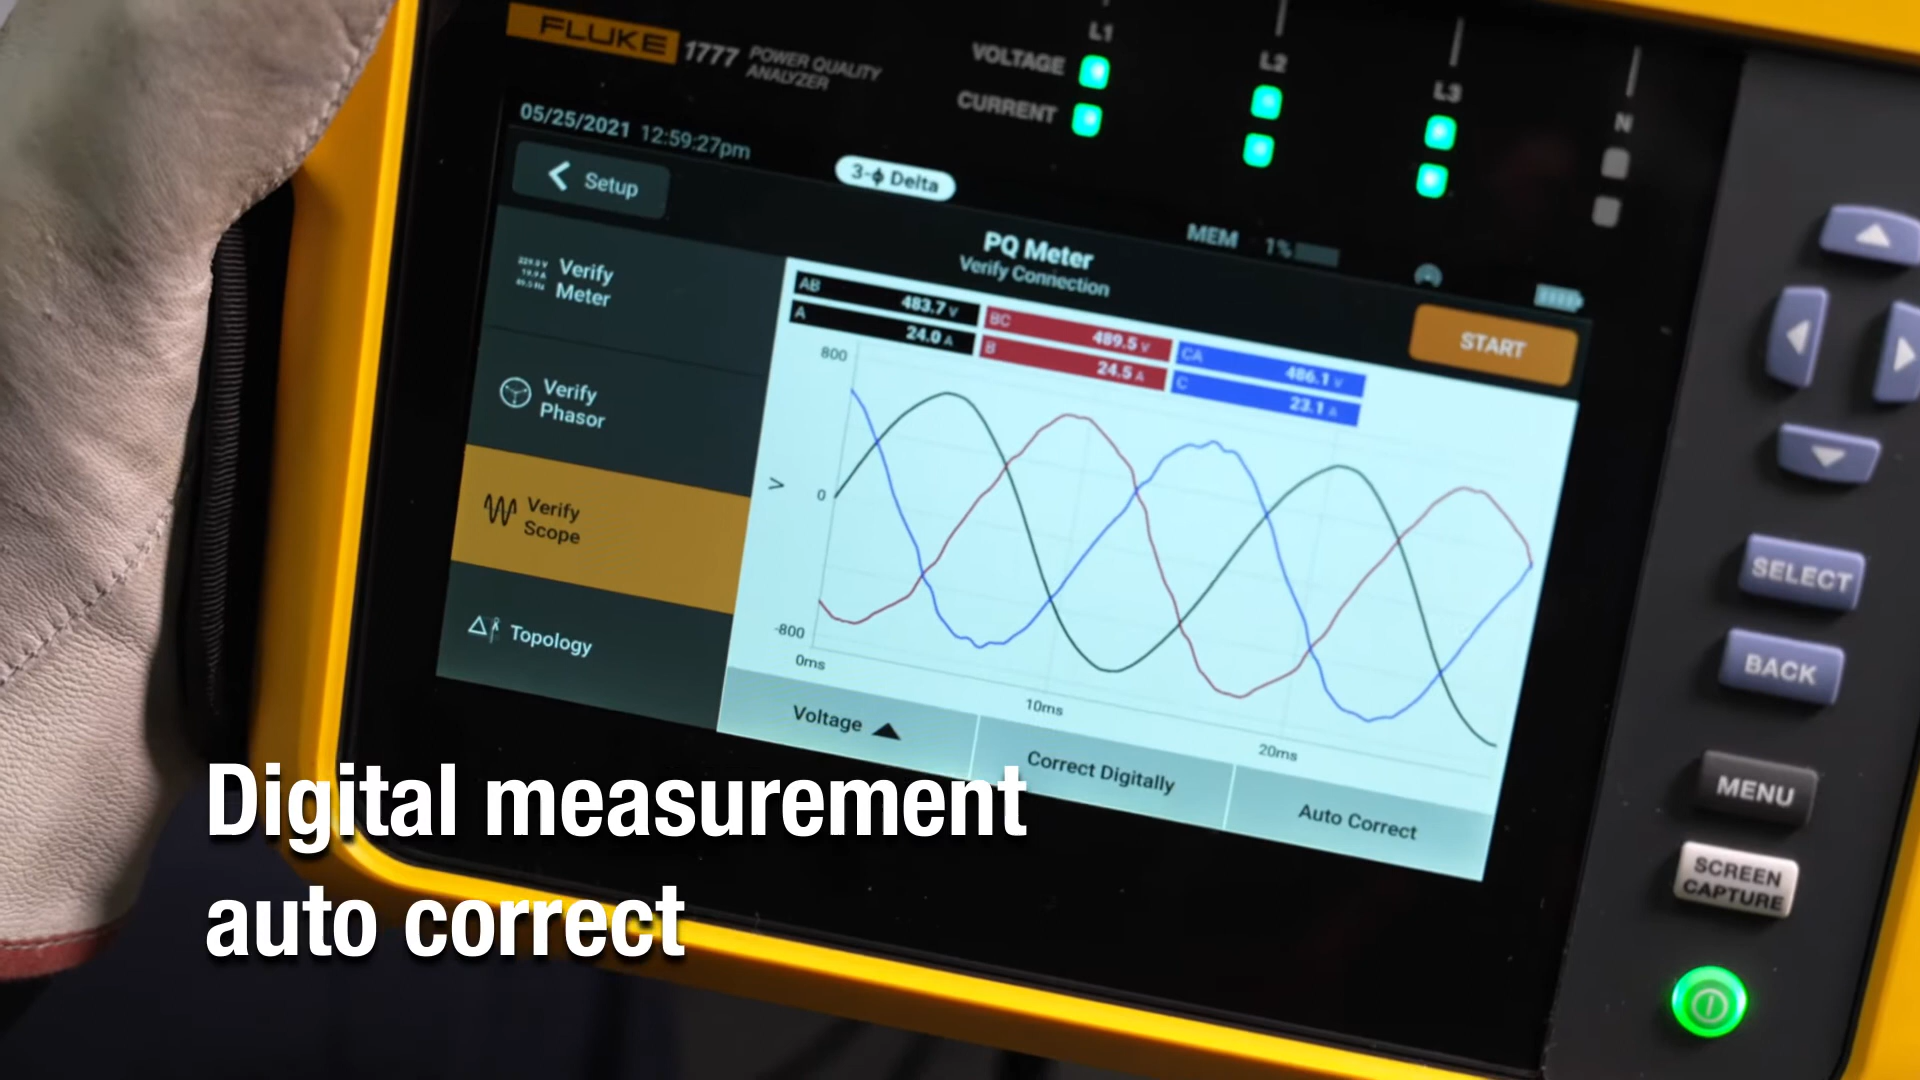 FLUKE 1777 POWER QUALITY
ANALYZER
L1
L2
L3
N
VOLTAGE
CURRENT
05/25/2021 12:59:27pm
Setup
3-ϕ Delta
MEM 1%
PQ Meter
Verify Connection
START
Verify
Meter
Verify
Phasor
Verify
Scope
Topology
AB 483.7 V
A 24.0 A
BC 489.5 V
B 24.5 A
CA 486.1 V
C 23.1 A
800
V
0
-800
0ms
10ms
20ms
Voltage
Correct Digitally
Auto Correct
SELECT
BACK
MENU
SCREEN
CAPTURE
Digital measurement
auto correct